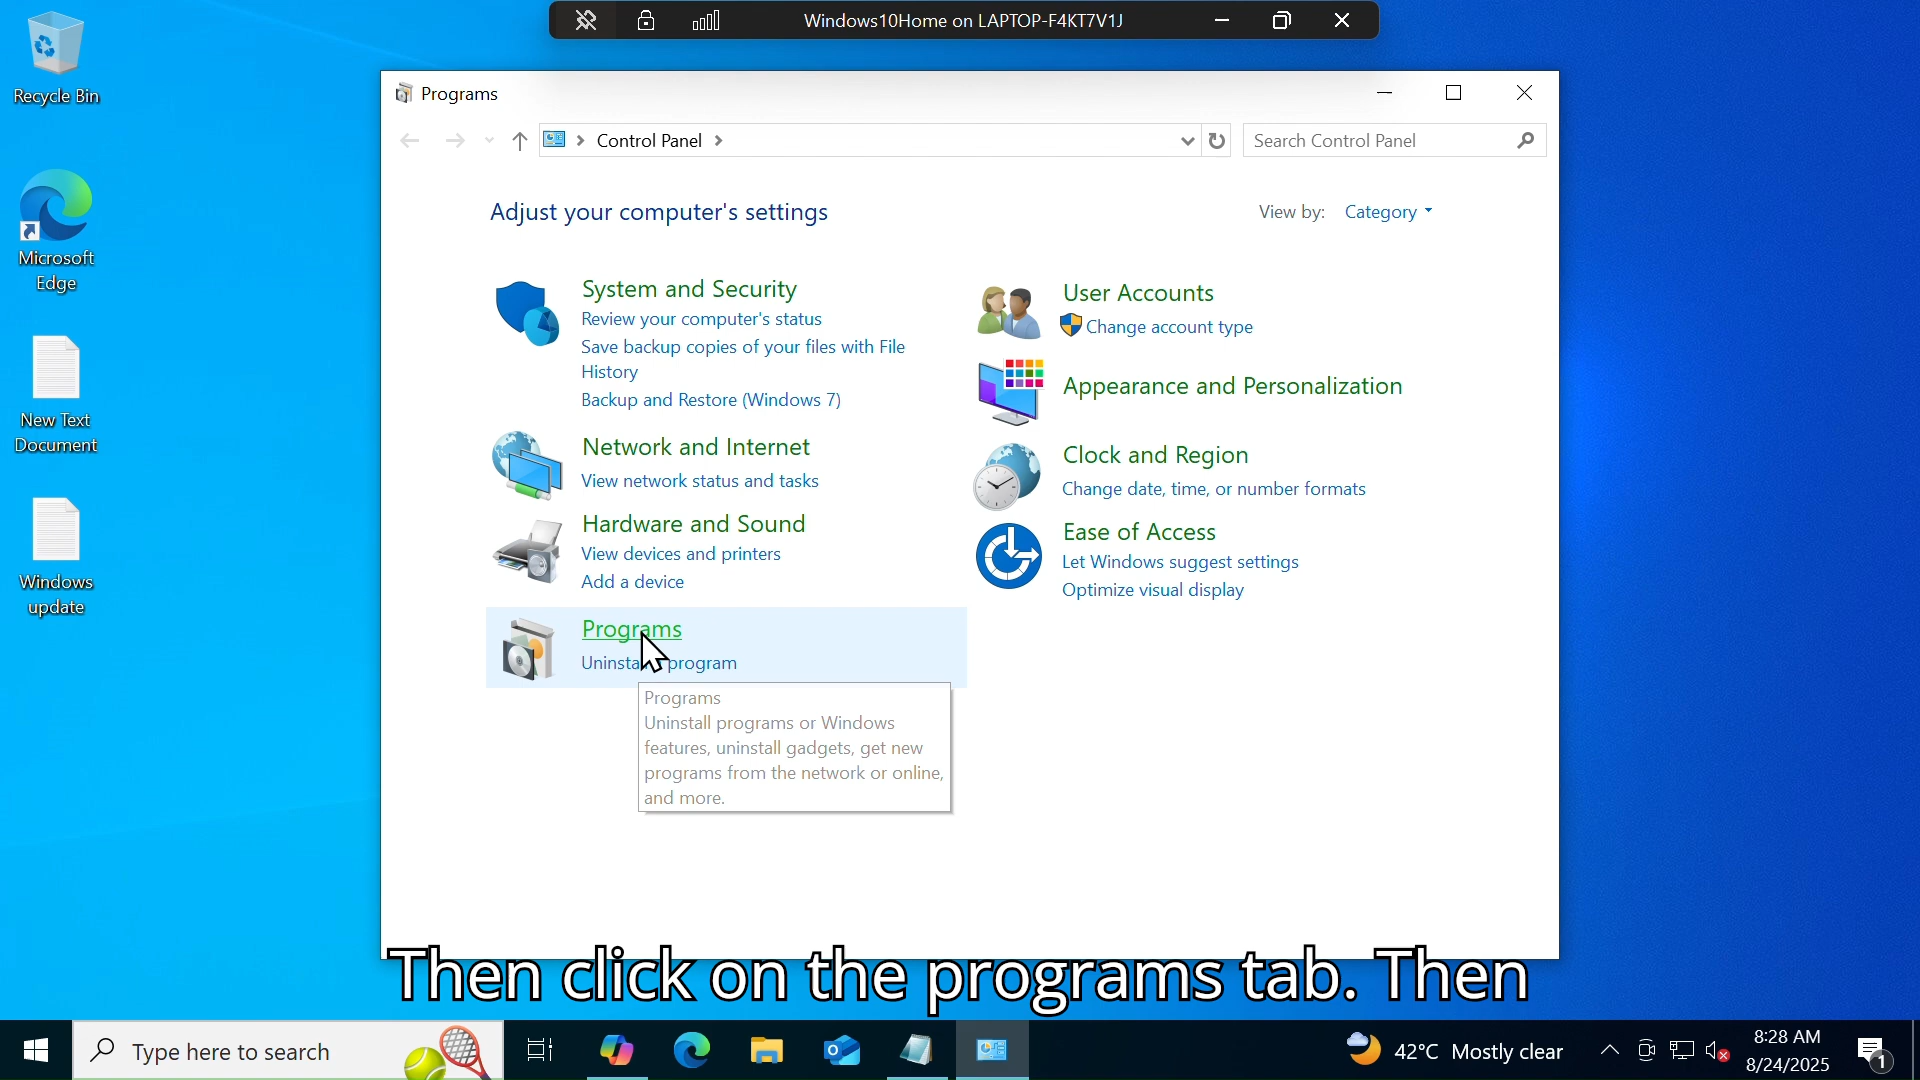 Windows10Home on LAPTOP-F4KT7V1J
Recycle Bin
Microsoft
Edge
New Text
Document
Windows
update
Programs
Control Panel
Search Control Panel
Adjust your computer's settings
View by: Category
System and Security
Review your computer's status
Save backup copies of your files with File
History
Backup and Restore (Windows 7)
Network and Internet
View network status and tasks
Hardware and Sound
View devices and printers
Add a device
Programs
Uninstall program
User Accounts
Change account type
Appearance and Personalization
Clock and Region
Change date, time, or number formats
Ease of Access
Let Windows suggest settings
Optimize visual display
Programs
Uninstall programs or Windows
features, uninstall gadgets, get new
programs from the network or online,
and more.
Then click on the programs tab. Then
Type here to search
42°C Mostly clear
8:28 AM
8/24/2025
1